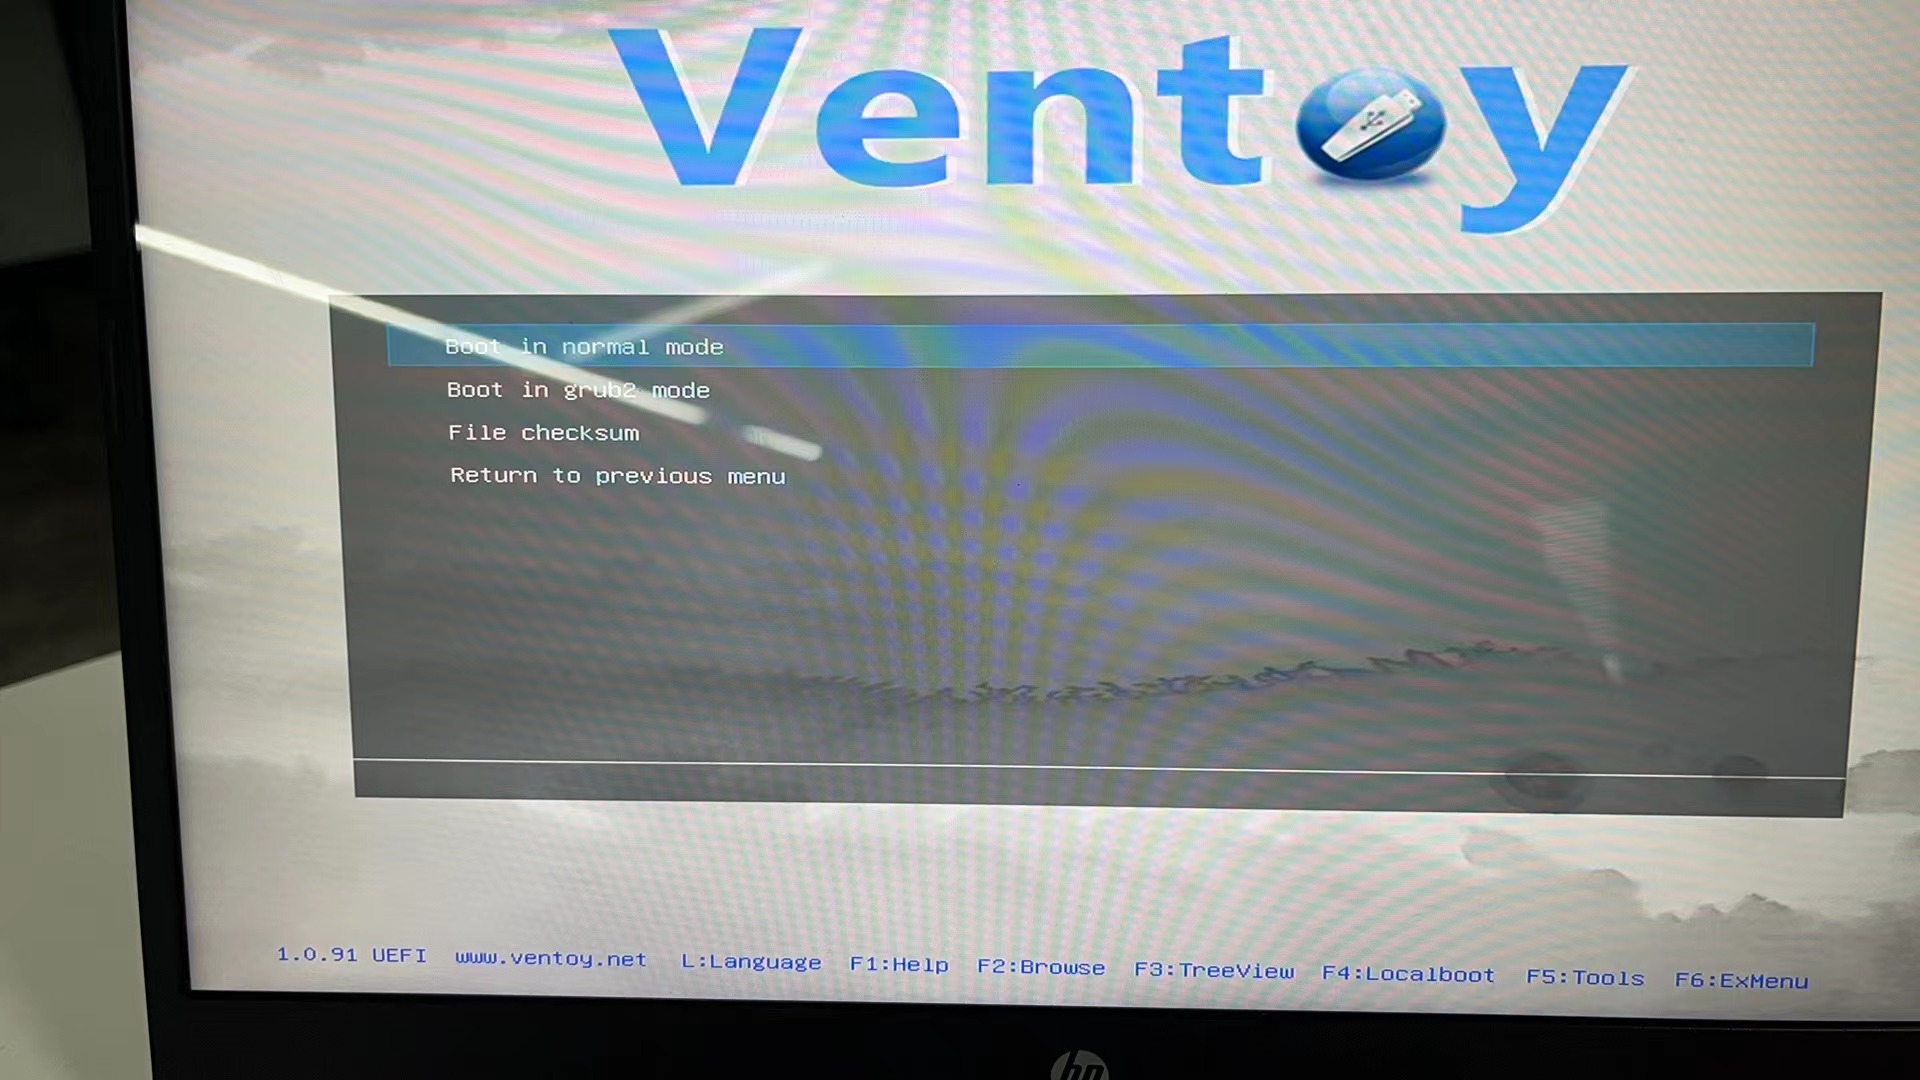 Ventoy
Boot in normal mode
Boot in grub2 mode
File checksum
Return to previous menu
1.0.91 UEFI www.ventoy.net L:Language F1:Help F2:Browse F3:TreeView F4:Localboot F5:Tools F6:ExMenu
hp